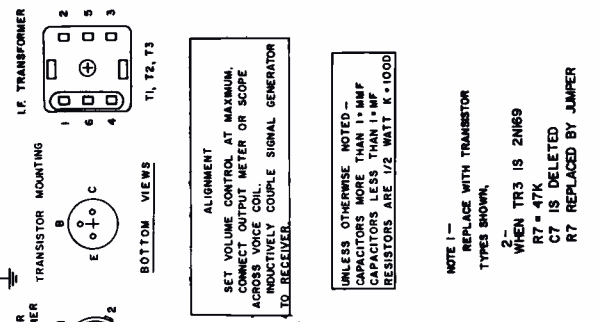 I.F. TRANSFORMER
2 5 3
1 6 4
T1, T2, T3
TRANSISTOR MOUNTING
B
E C
BOTTOM VIEWS
2
ALIGNMENT
SET VOLUME CONTROL AT MAXIMUM.
CONNECT OUTPUT METER OR SCOPE
ACROSS VOICE COIL.
INDUCTIVELY COUPLE SIGNAL GENERATOR
TO RECEIVER
UNLESS OTHERWISE NOTED—
CAPACITORS MORE THAN 1=MMF
CAPACITORS LESS THAN 1=MF
RESISTORS ARE 1/2 WATT K=1000
NOTE 1—
REPLACE WITH TRANSISTOR
TYPES SHOWN,
2-
WHEN TR3 IS 2N169
R7 = 47K
C7 IS DELETED
R7 REPLACED BY JUMPER